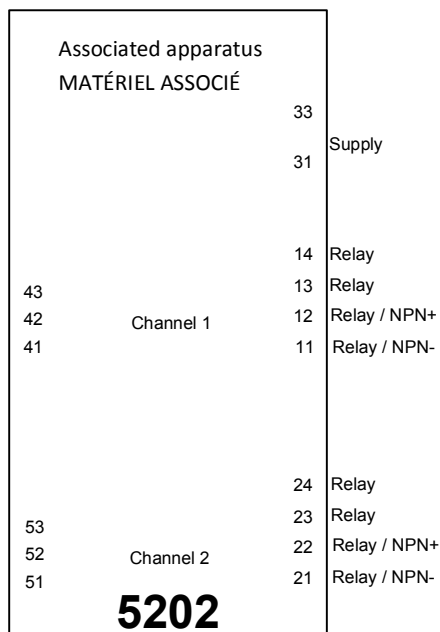 Associated apparatus
MATÉRIEL ASSOCIÉ
33
Supply
31
14 Relay
13 Relay
43
12 Relay / NPN+
42 Channel 1
11 Relay / NPN-
41
24 Relay
23 Relay
53
22 Relay / NPN+
52 Channel 2
21 Relay / NPN-
51
5202